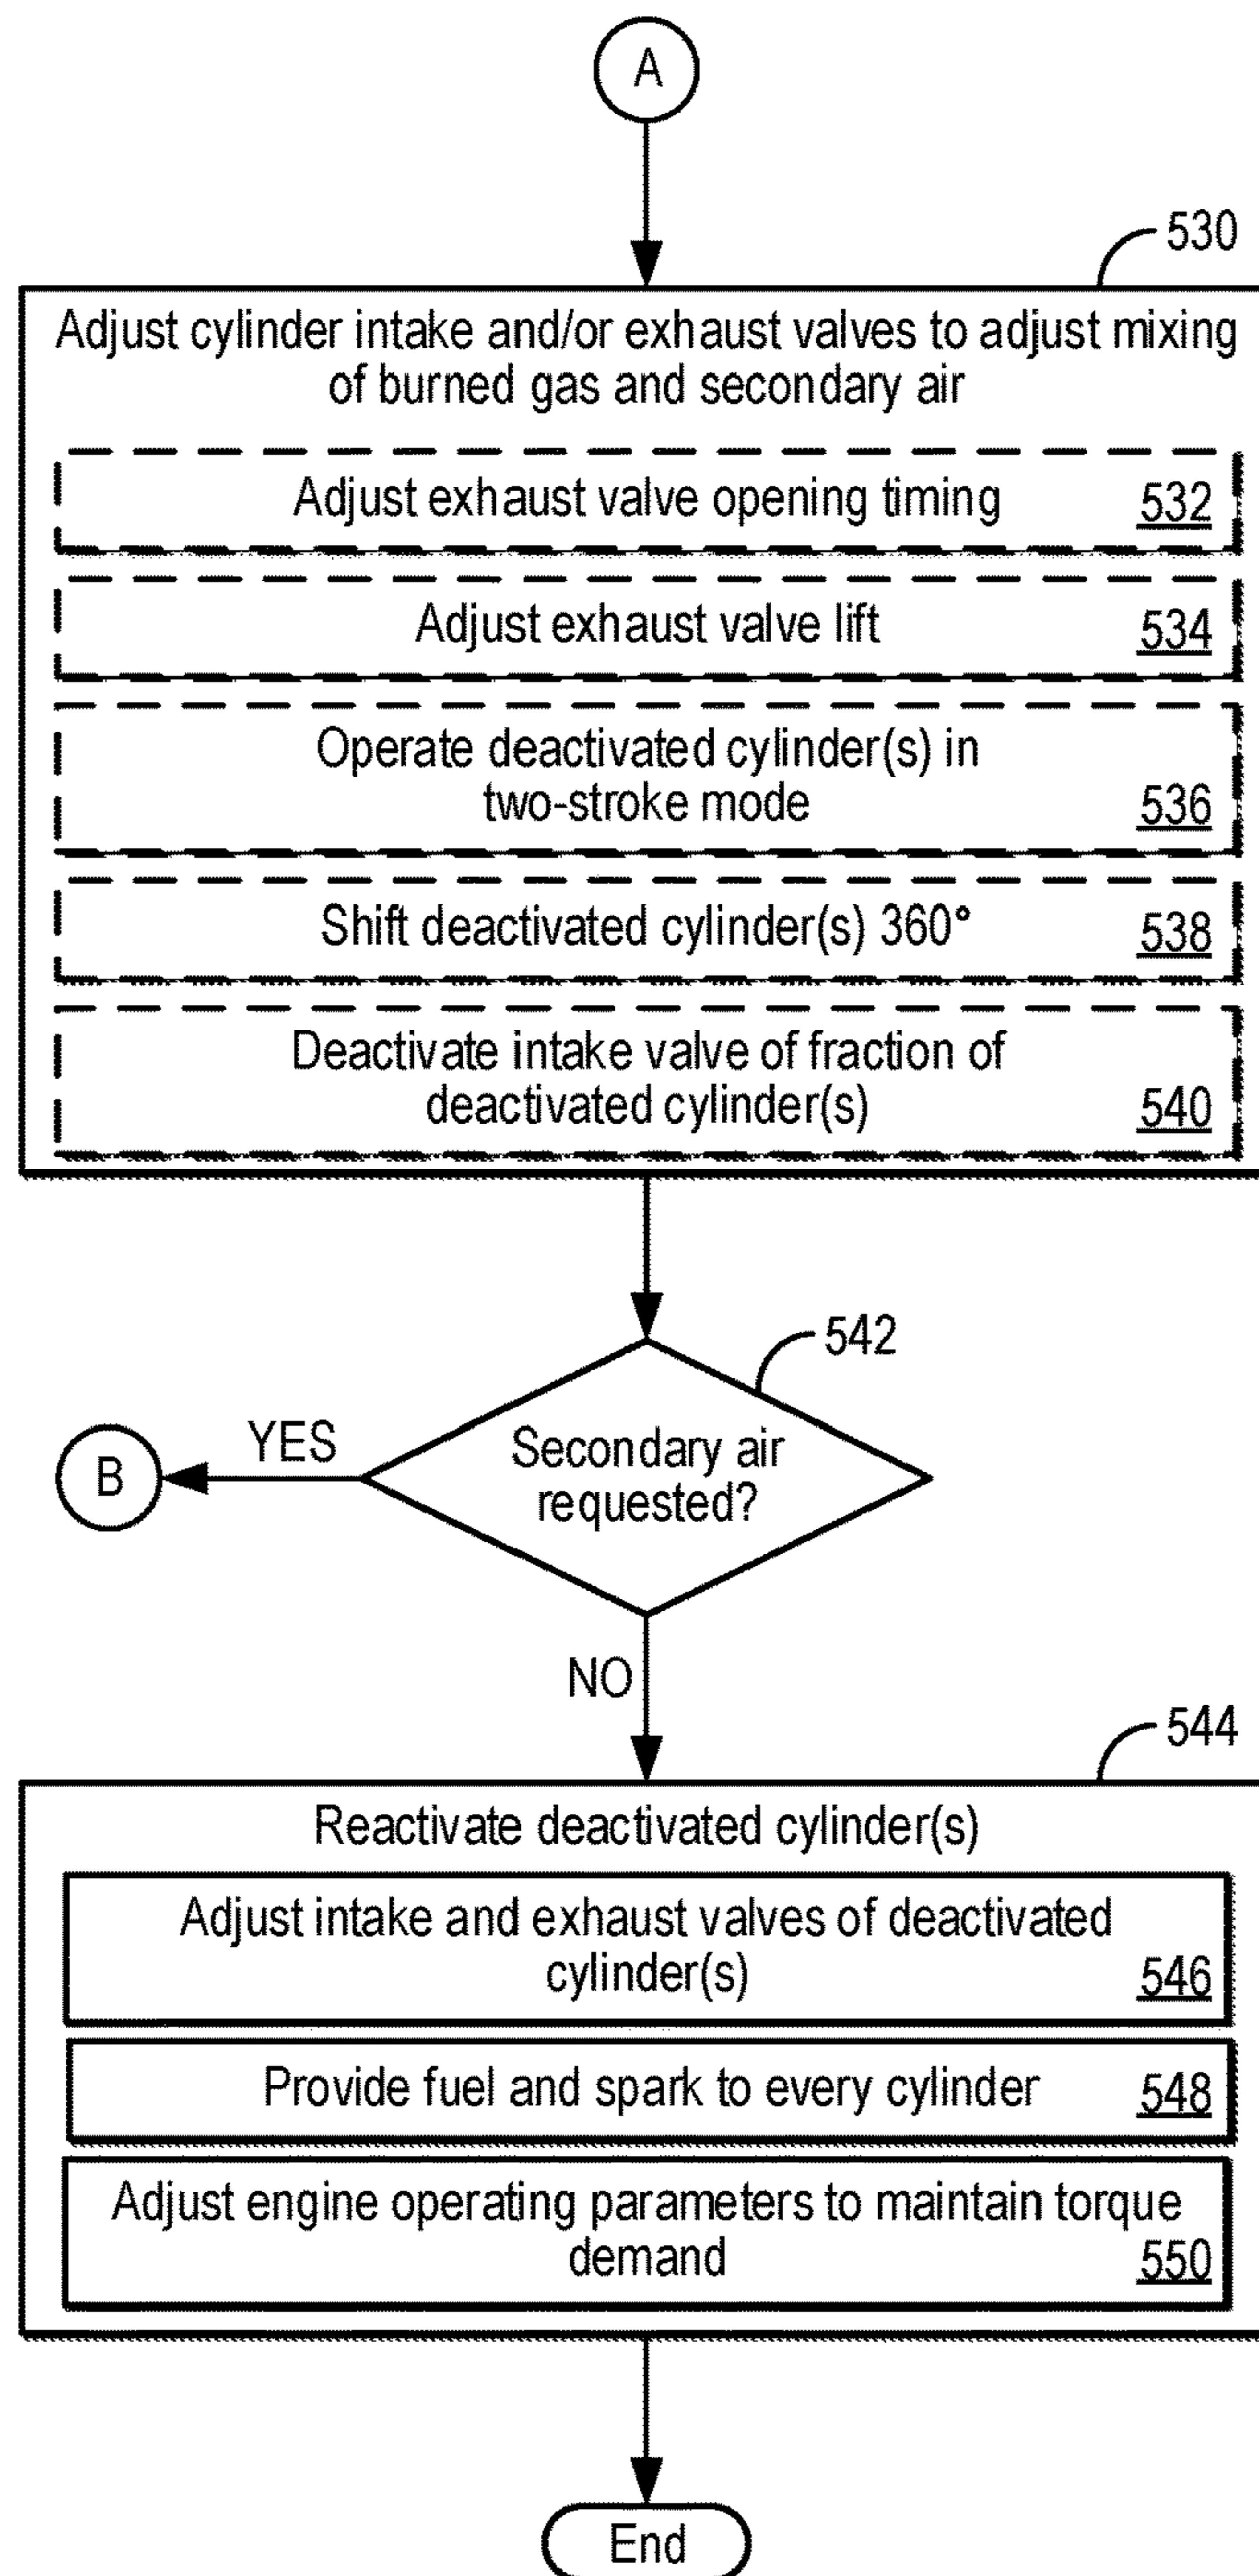 A
530
Adjust cylinder intake and/or exhaust valves to adjust mixing
of burned gas and secondary air
Adjust exhaust valve opening timing 532
Adjust exhaust valve lift 534
Operate deactivated cylinder(s) in
two-stroke mode 536
Shift deactivated cylinder(s) 360° 538
Deactivate intake valve of fraction of
deactivated cylinder(s) 540
542
Secondary air
requested?
YES
B
NO
544
Reactivate deactivated cylinder(s)
Adjust intake and exhaust valves of deactivated
cylinder(s) 546
Provide fuel and spark to every cylinder 548
Adjust engine operating parameters to maintain torque
demand 550
End